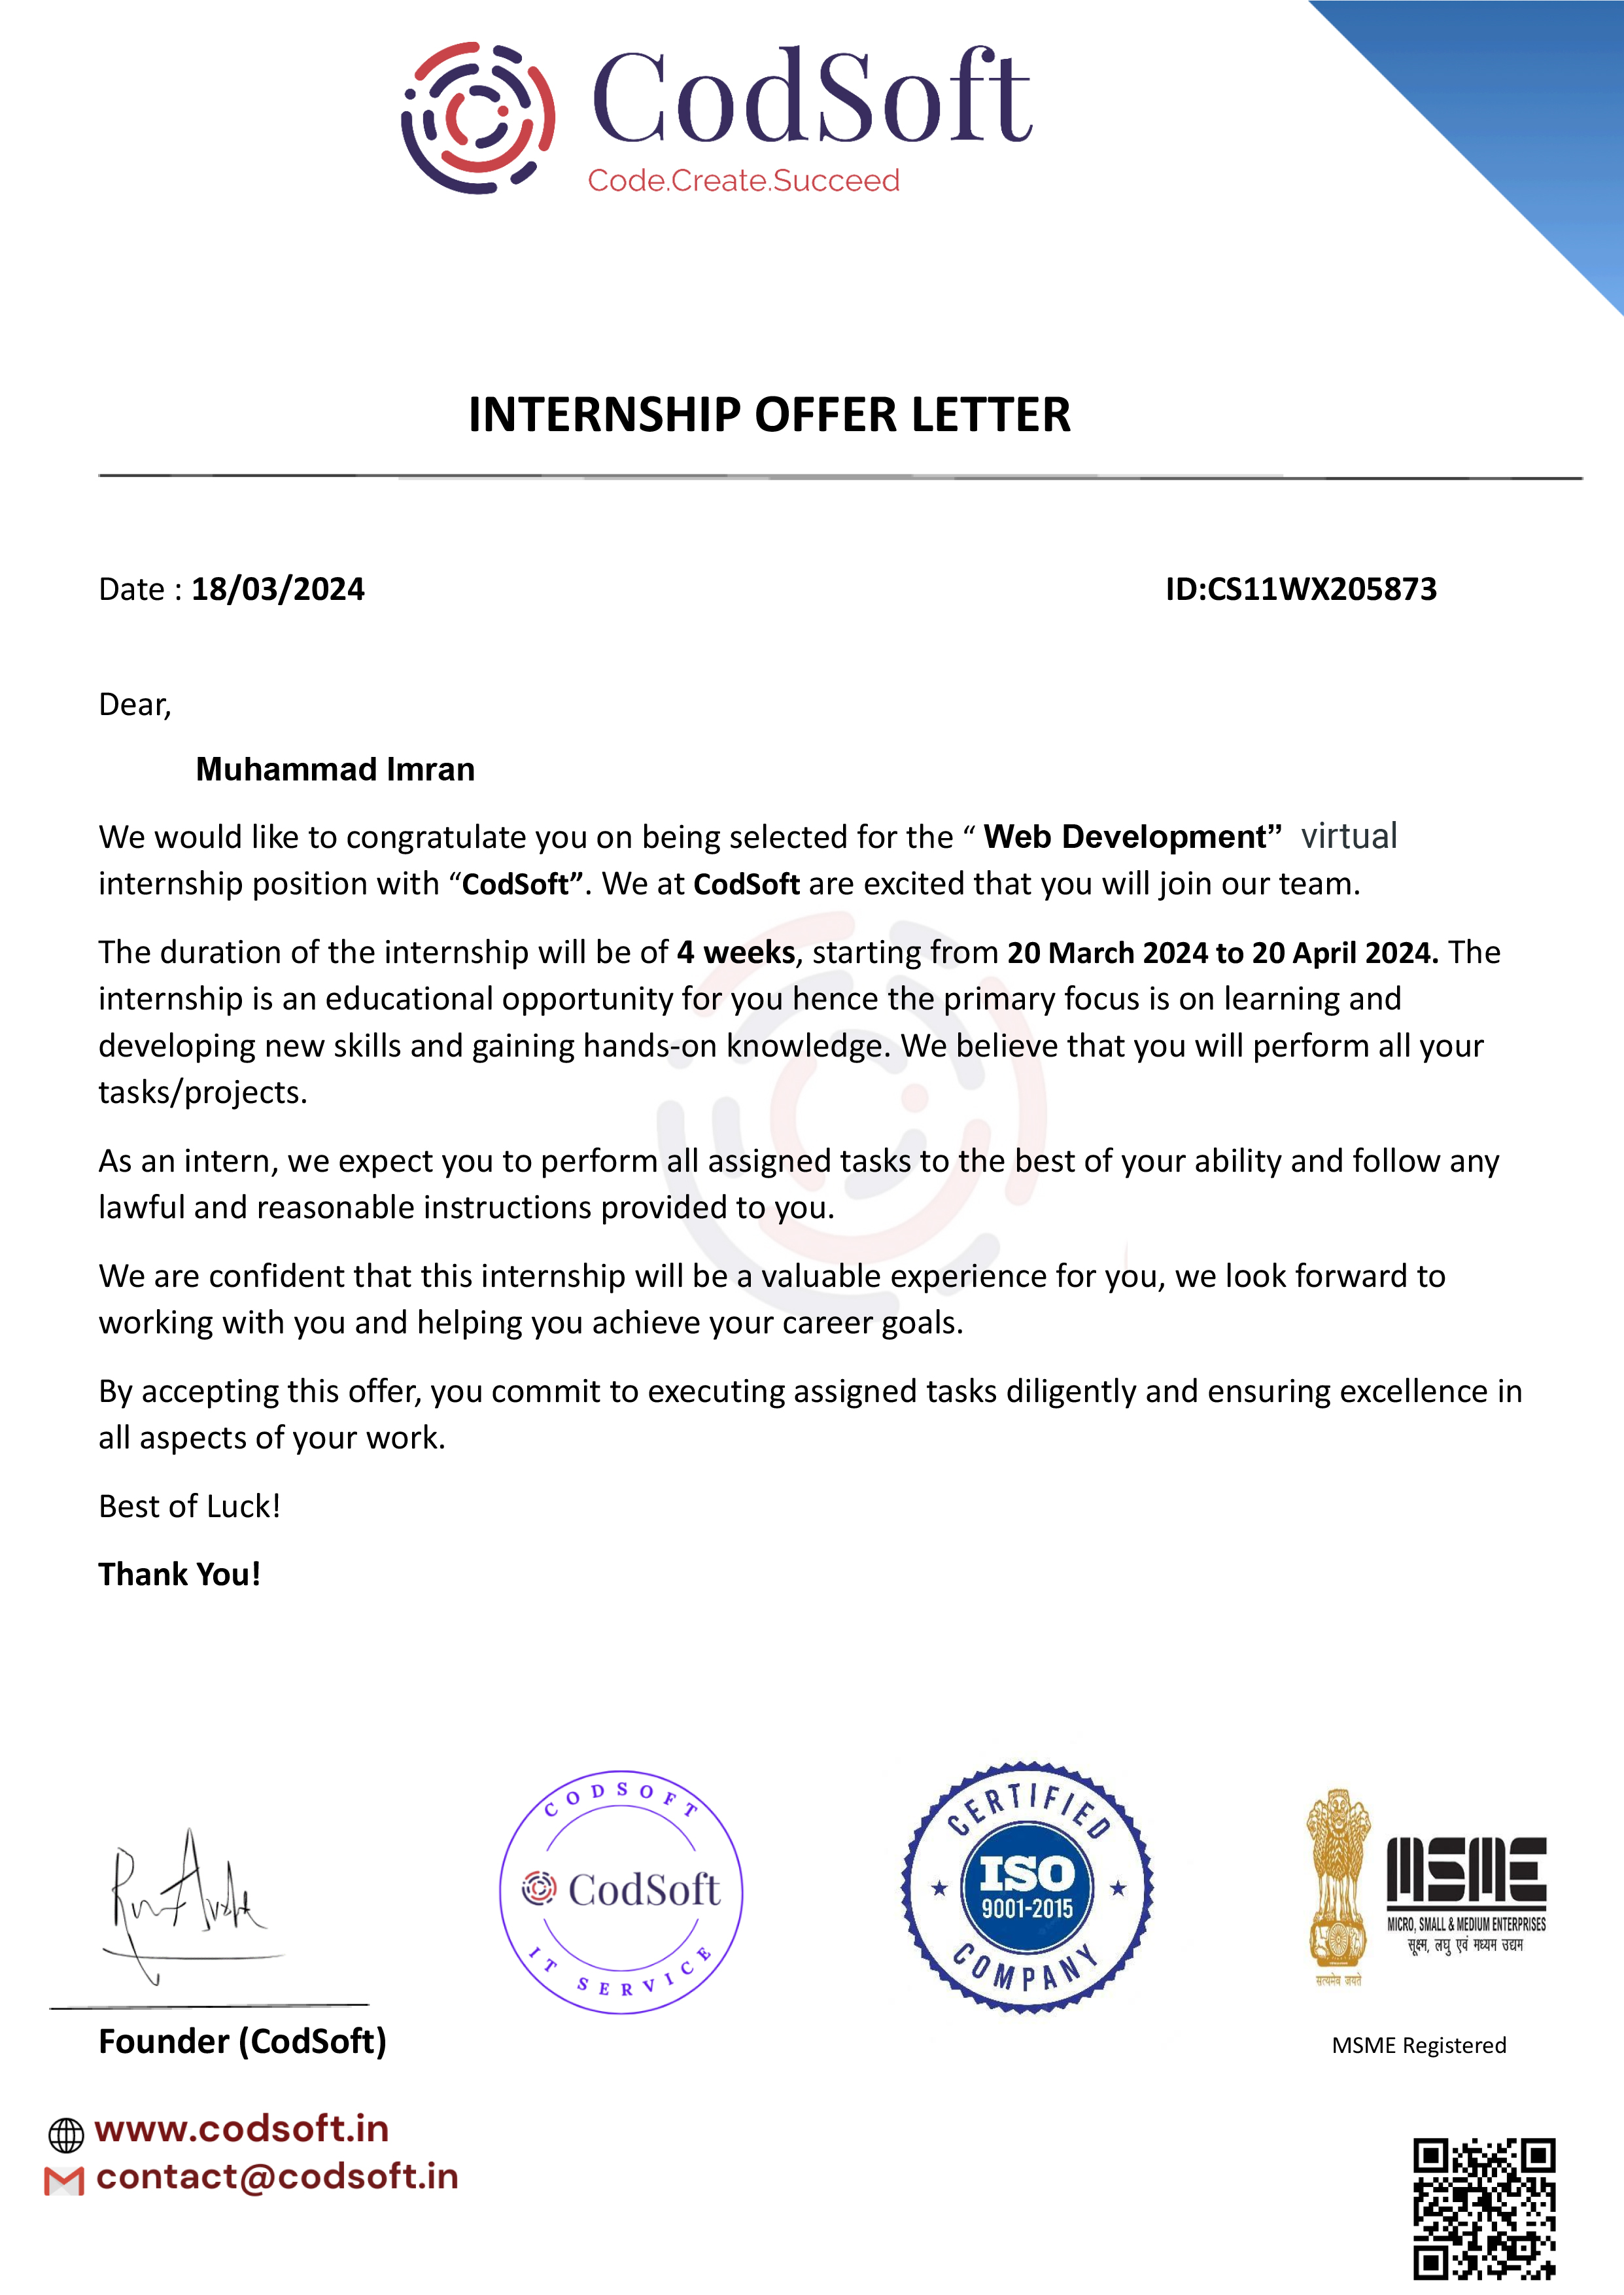 CodSoft
Code.Create.Succeed
INTERNSHIP OFFER LETTER
Date : 18/03/2024 ID:CS11WX205873
Dear,
Muhammad Imran
We would like to congratulate you on being selected for the “ Web Development” virtual
internship position with “CodSoft”. We at CodSoft are excited that you will join our team.
The duration of the internship will be of 4 weeks, starting from 20 March 2024 to 20 April 2024. The
internship is an educational opportunity for you hence the primary focus is on learning and
developing new skills and gaining hands-on knowledge. We believe that you will perform all your
tasks/projects.
As an intern, we expect you to perform all assigned tasks to the best of your ability and follow any
lawful and reasonable instructions provided to you.
We are confident that this internship will be a valuable experience for you, we look forward to
working with you and helping you achieve your career goals.
By accepting this offer, you commit to executing assigned tasks diligently and ensuring excellence in
all aspects of your work.
Best of Luck!
Thank You!
CODSOFT
CodSoft
IT SERVICE
CERTIFIED
ISO
9001-2015
COMPANY
MSME
MICRO, SMALL & MEDIUM ENTERPRISES
सूक्ष्म, लघु एवं मध्यम उद्यम
सत्यमेव जयते
Founder (CodSoft)
MSME Registered
www.codsoft.in
contact@codsoft.in